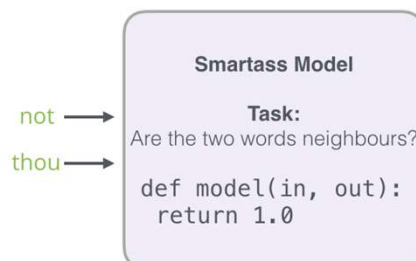 Smartass Model
Task:
not
Are the two words neighbours?
thou
def model(in, out):
return 1.0